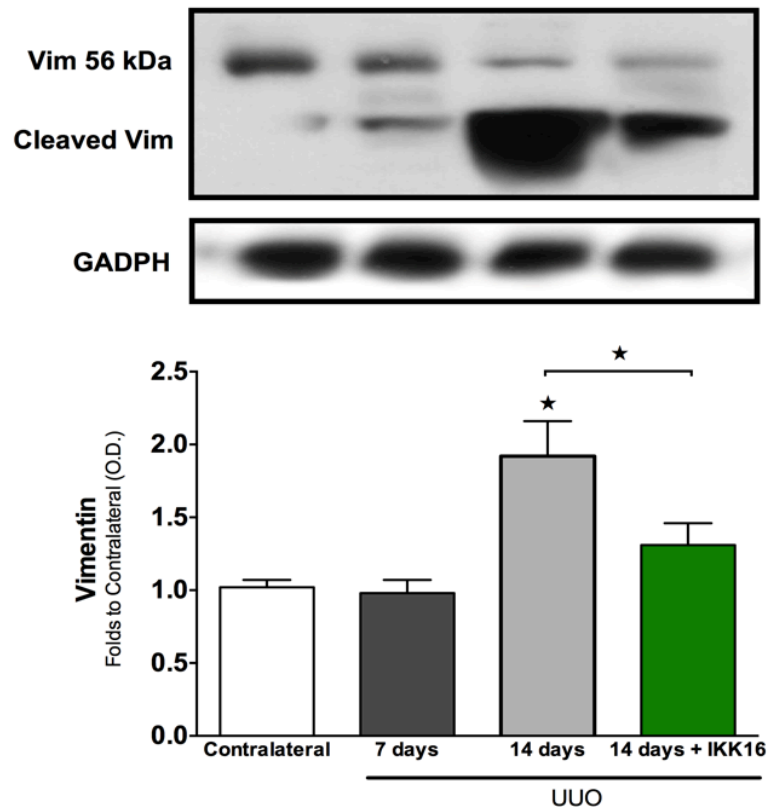 Vim 56 kDa
Cleaved Vim
GADPH
★
★
2.5
2.0
1.5
1.0
0.5
0.0
Vimentin
Folds to Contralateral (O.D.)
Contralateral 7 days 14 days 14 days + IKK16
UUO